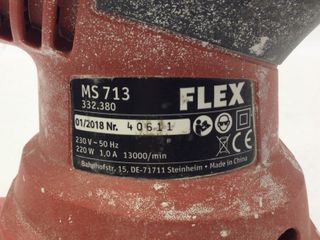 MS 713 FLEX
332.380
01/2018 Nr. 40611
230 V ~ 50 Hz
220 W 1,0 A 13000/min
Bahnhofstr. 15, DE-71711 Steinheim / Made in China